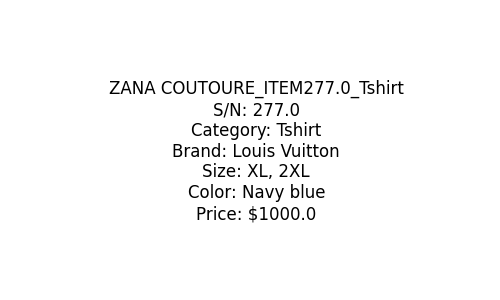 ZANA COUTOURE_ITEM277.0_Tshirt
S/N: 277.0
Category: Tshirt
Brand: Louis Vuitton
Size: XL, 2XL
Color: Navy blue
Price: $1000.0